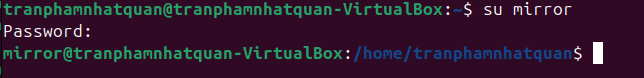 tranphamnhatquan@tranphamnhatquan-VirtualBox:~$ su mirror
Password:
mirror@tranphamnhatquan-VirtualBox:/home/tranphamnhatquan$